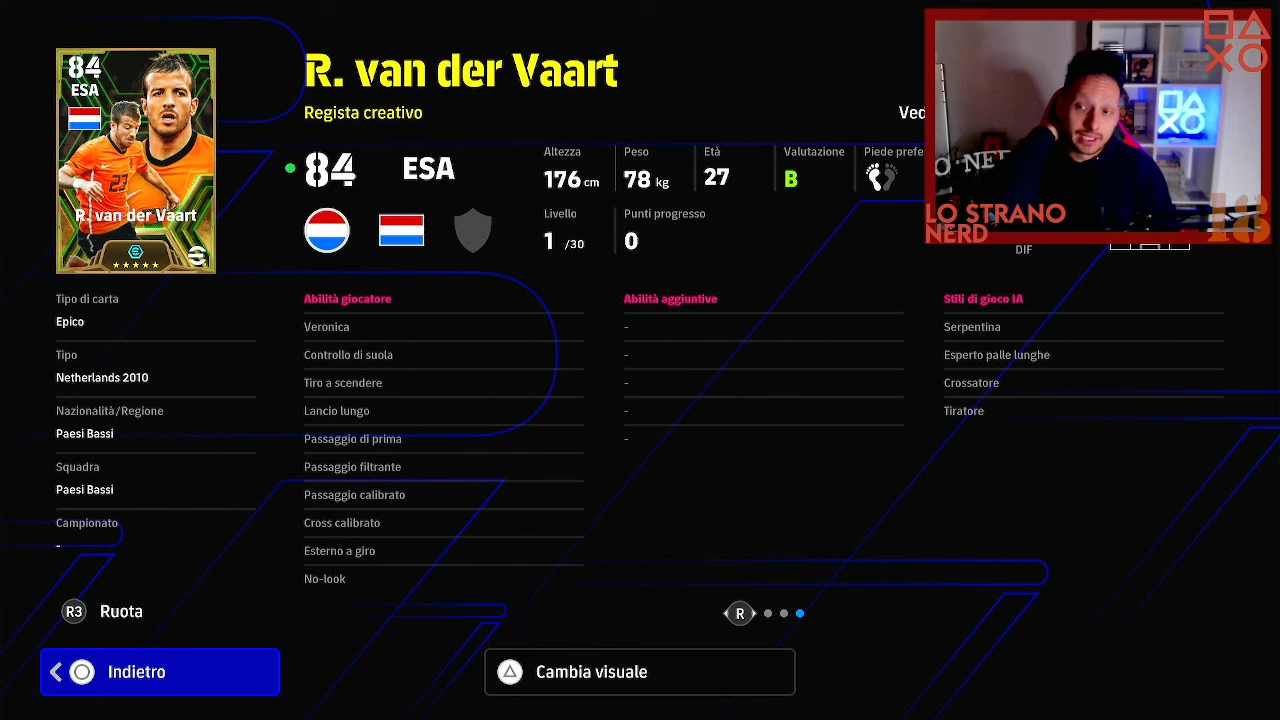 84
ESA
23
R. van der Vaart
R. van der Vaart
Regista creativo
Ved
84
ESA
Altezza
176 cm
Peso
78 kg
Età
27
Valutazione
B
Piede prefe
Livello
1 /30
Punti progresso
0
LO STRANO
NERD
18
DIF
Tipo di carta
Epico
Tipo
Netherlands 2010
Nazionalità/Regione
Paesi Bassi
Squadra
Paesi Bassi
Campionato
-
Abilità giocatore
Veronica
Controllo di suola
Tiro a scendere
Lancio lungo
Passaggio di prima
Passaggio filtrante
Passaggio calibrato
Cross calibrato
Esterno a giro
No-look
Abilità aggiuntive
-
-
-
-
-
Stili di gioco IA
Serpentina
Esperto palle lunghe
Crossatore
Tiratore
R3 Ruota
R
Indietro
Cambia visuale